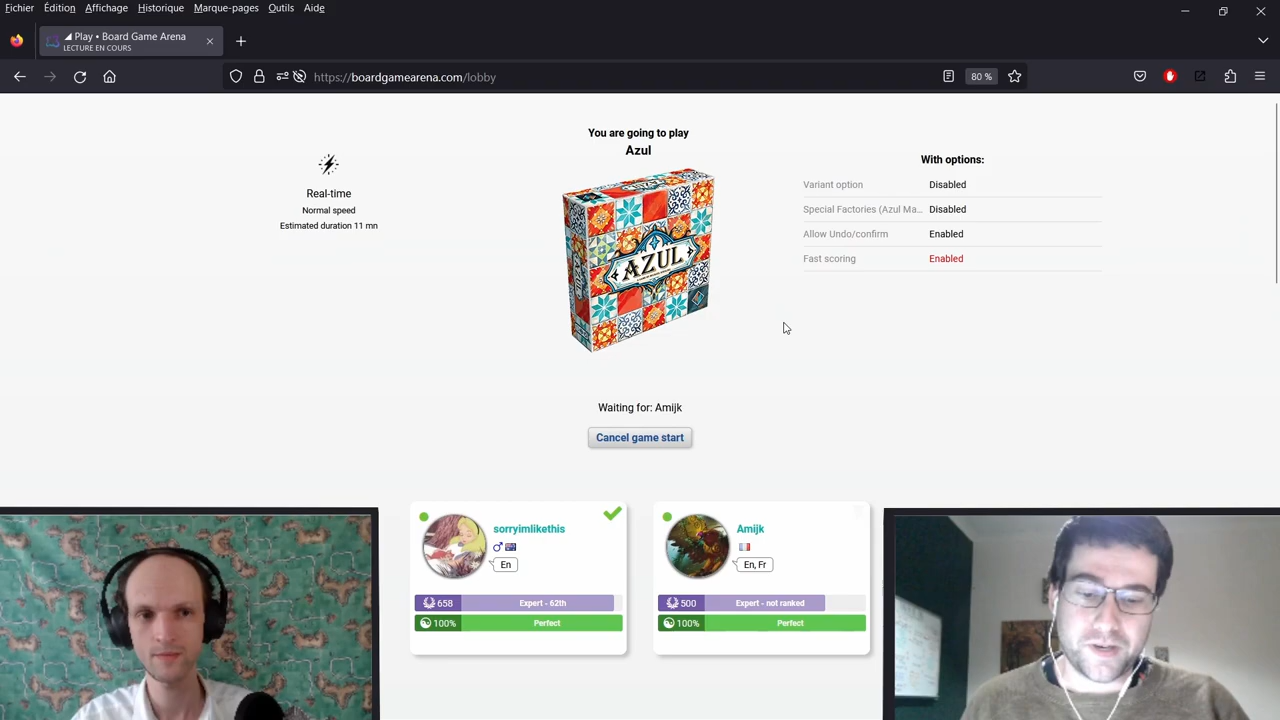 Fichier Édition Affichage Historique Marque-pages Outils Aide
Play • Board Game Arena
LECTURE EN COURS
https://boardgamearena.com/lobby
80 %
You are going to play
Azul
Real-time
Normal speed
Estimated duration 11 mn
AZUL
With options:
Variant option Disabled
Special Factories (Azul Ma... Disabled
Allow Undo/confirm Enabled
Fast scoring Enabled
Waiting for: Amijk
Cancel game start
sorryimlikethis
En
658 Expert - 62th
100% Perfect
Amijk
En, Fr
500 Expert - not ranked
100% Perfect